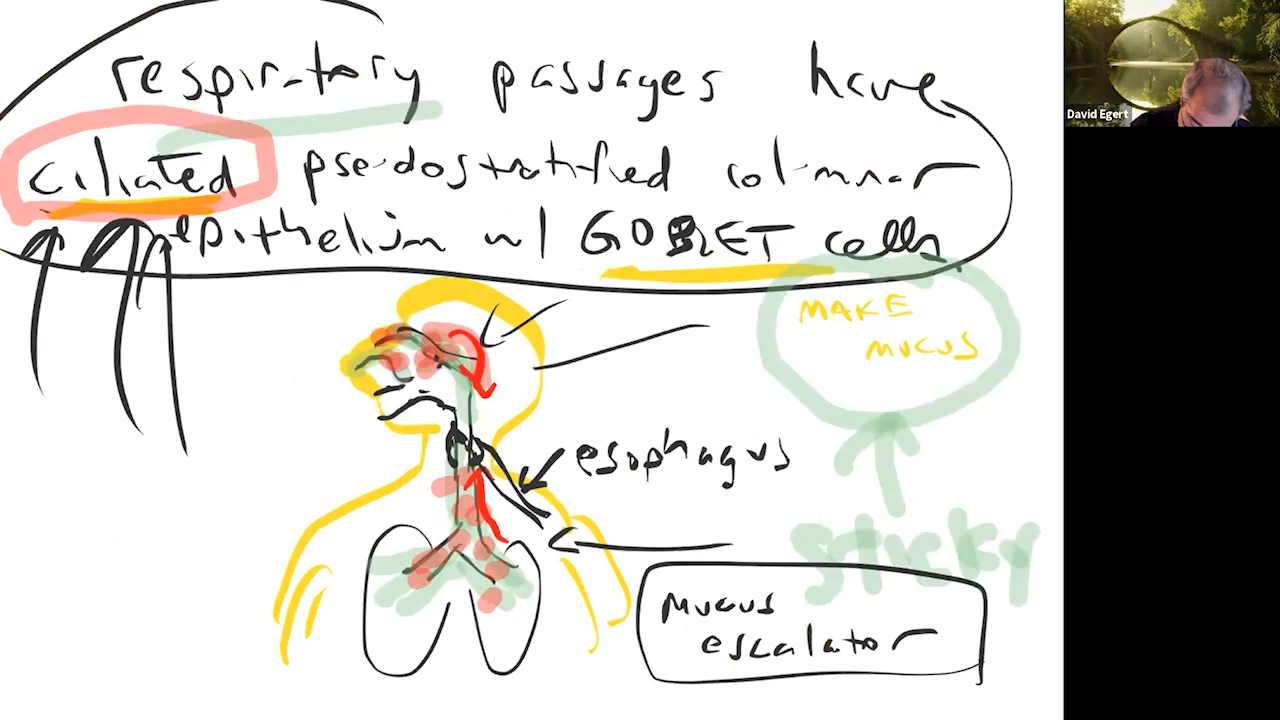 respiratory passages have
ciliated pseudostratified columnar
epithelium w/ GOBLET cells
MAKE
MUCUS
esophagus
sticky
mucus
escalator
David Egert